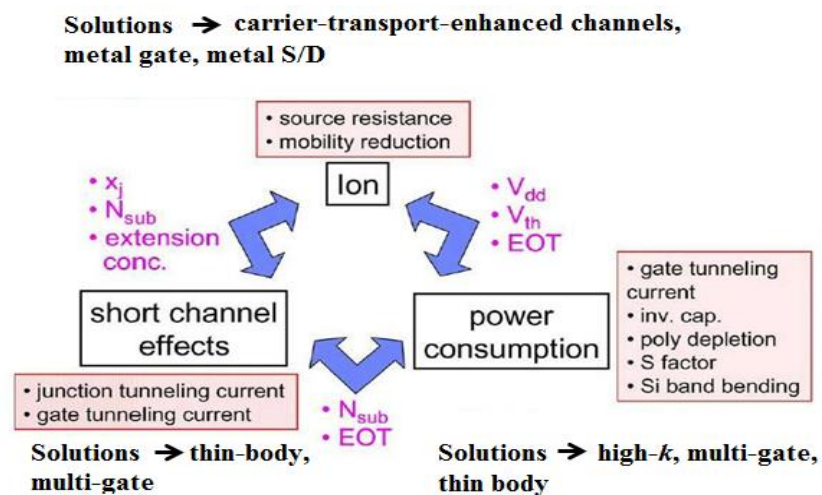 Solutions → carrier-transport-enhanced channels,
metal gate, metal S/D
• source resistance
• mobility reduction
Ion
• xj
• Nsub
• extension
conc.
• Vdd
• Vth
• EOT
short channel
effects
power
consumption
• gate tunneling
current
• inv. cap.
• poly depletion
• S factor
• Si band bending
• junction tunneling current
• gate tunneling current
• Nsub
• EOT
Solutions → thin-body,
multi-gate
Solutions → high-k, multi-gate,
thin body